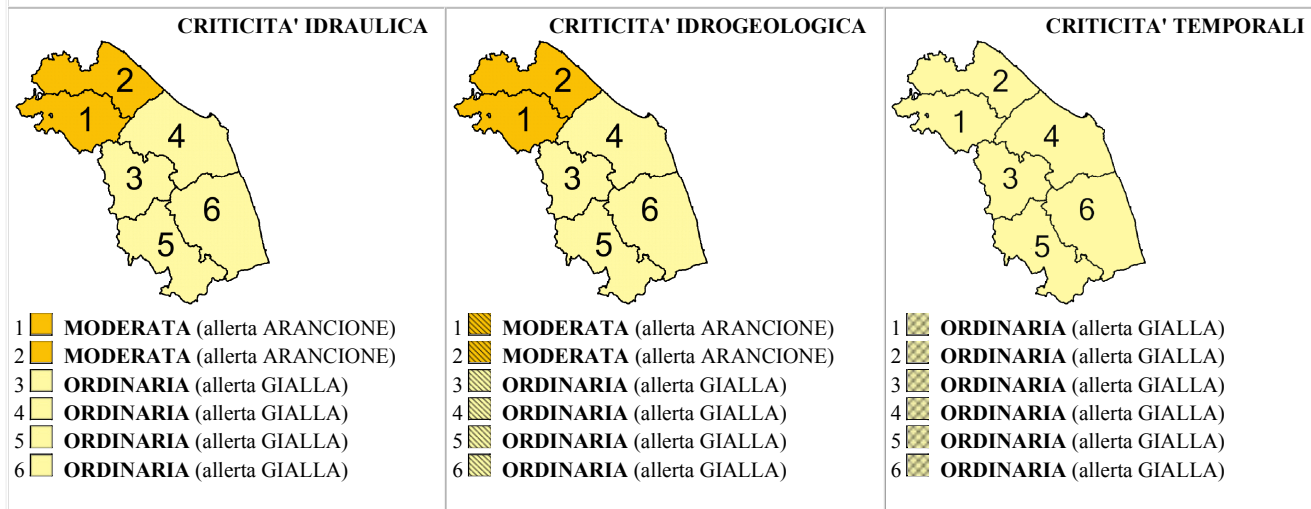 CRITICITA' IDRAULICA
2
1
4
3
6
5
1 MODERATA (allerta ARANCIONE)
2 MODERATA (allerta ARANCIONE)
3 ORDINARIA (allerta GIALLA)
4 ORDINARIA (allerta GIALLA)
5 ORDINARIA (allerta GIALLA)
6 ORDINARIA (allerta GIALLA)
CRITICITA' IDROGEOLOGICA
2
1
4
3
6
5
1 MODERATA (allerta ARANCIONE)
2 MODERATA (allerta ARANCIONE)
3 ORDINARIA (allerta GIALLA)
4 ORDINARIA (allerta GIALLA)
5 ORDINARIA (allerta GIALLA)
6 ORDINARIA (allerta GIALLA)
CRITICITA' TEMPORALI
2
1
4
3
6
5
1 ORDINARIA (allerta GIALLA)
2 ORDINARIA (allerta GIALLA)
3 ORDINARIA (allerta GIALLA)
4 ORDINARIA (allerta GIALLA)
5 ORDINARIA (allerta GIALLA)
6 ORDINARIA (allerta GIALLA)